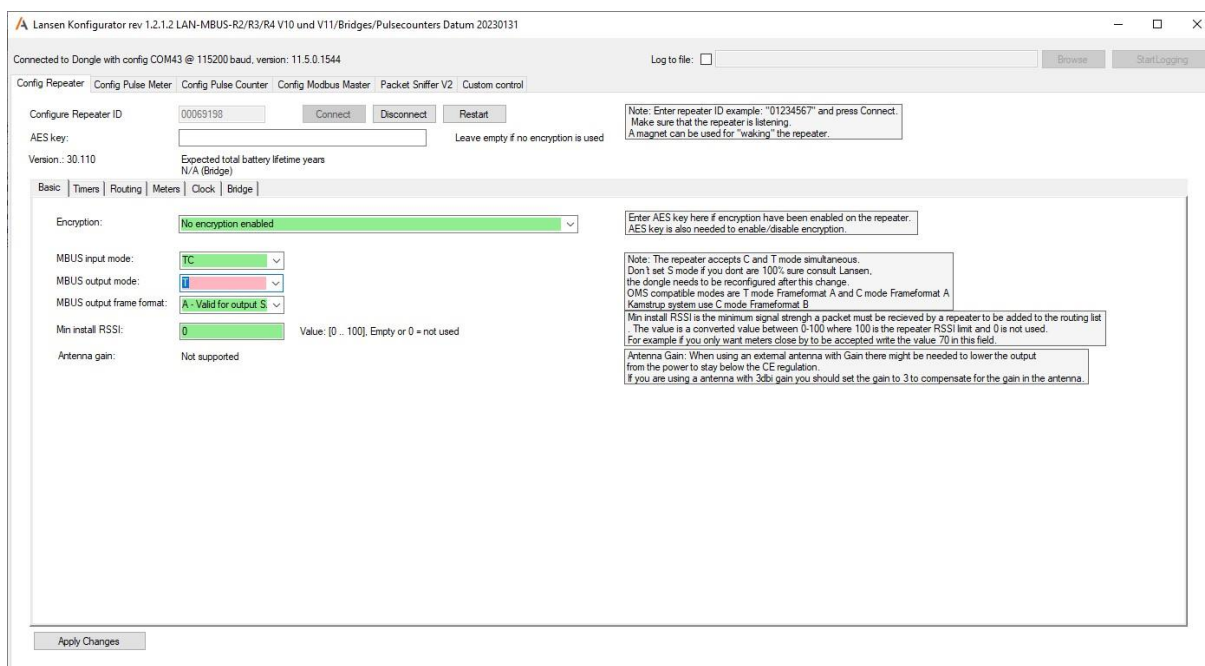 Lansen Konfigurator rev 1.2.1.2 LAN-MBUS-R2/R3/R4 V10 und V11/Bridges/Pulsecounters Datum 20230131
Connected to Dongle with config COM43 @ 115200 baud, version: 11.5.0.1544
Log to file:
Browse
StartLogging
Config Repeater
Config Pulse Meter
Config Pulse Counter
Config Modbus Master
Packet Sniffer V2
Custom control
Configure Repeater ID
00069198
Connect
Disconnect
Restart
Note: Enter repeater ID example: "01234567" and press Connect.
Make sure that the repeater is listening.
A magnet can be used for "waking" the repeater.
AES key:
Leave empty if no encryption is used
Version.: 30.110
Expected total battery lifetime years
N/A (Bridge)
Basic
Timers
Routing
Meters
Clock
Bridge
Encryption:
No encryption enabled
Enter AES key here if encryption have been enabled on the repeater.
AES key is also needed to enable/disable encryption.
MBUS input mode:
TC
MBUS output mode:
T
MBUS output frame format:
A - Valid for output S.
Note: The repeater accepts C and T mode simultaneous.
Don't set S mode if you dont are 100% sure consult Lansen,
the dongle needs to be reconfigured after this change.
OMS compatible modes are T mode Frameformat A and C mode Frameformat A
Kamstrup system use C mode Frameformat B
Min install RSSI:
0
Value: [0 .. 100], Empty or 0 = not used
Min install RSSI is the minimum signal strengh a packet must be recieved by a repeater to be added to the routing list
. The value is a converted value between 0-100 where 100 is the repeater RSSI limit and 0 is not used.
For example if you only want meters close by to be accepted write the value 70 in this field.
Antenna gain:
Not supported
Antenna Gain: When using an external antenna with Gain there might be needed to lower the output
from the power to stay below the CE regulation.
If you are using a antenna with 3dbi gain you should set the gain to 3 to compensate for the gain in the antenna.
Apply Changes